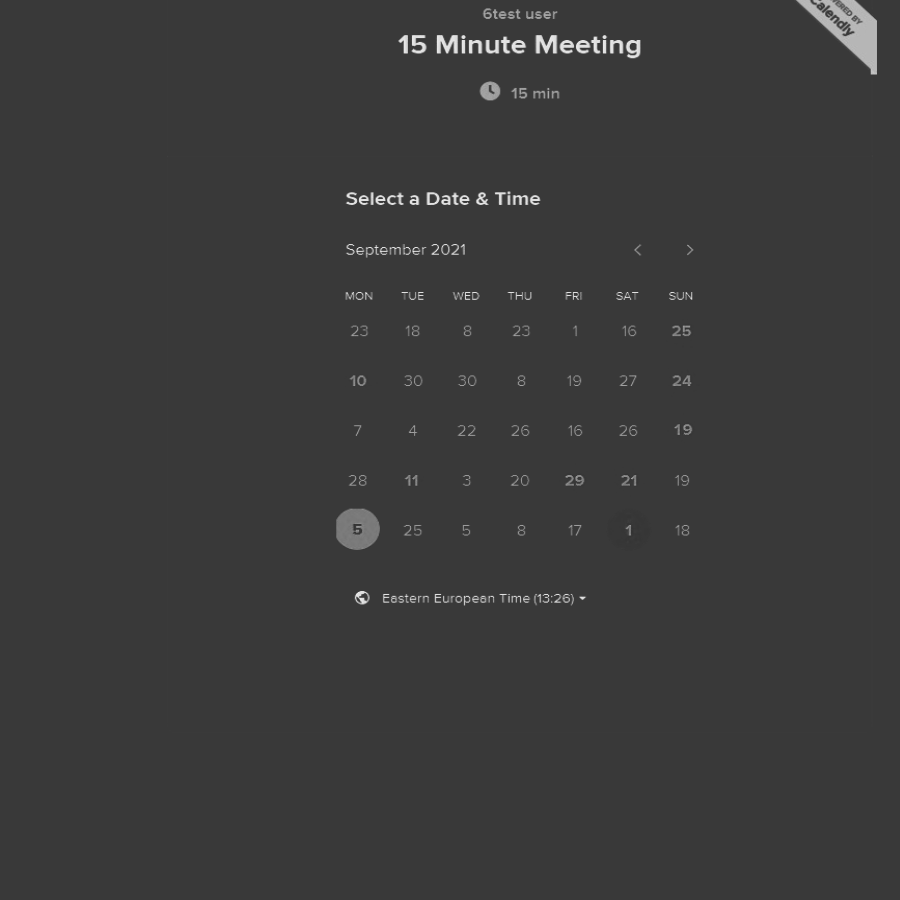 6test user
15 Minute Meeting
15 min
Calendly
Select a Date & Time
September 2021
MON TUE WED THU FRI SAT SUN
23 18 8 23 1 16 25
10 30 30 8 19 27 24
7 4 22 26 16 26 19
28 11 3 20 29 21 19
5 25 5 8 17 1 18
Eastern European Time (13:26)